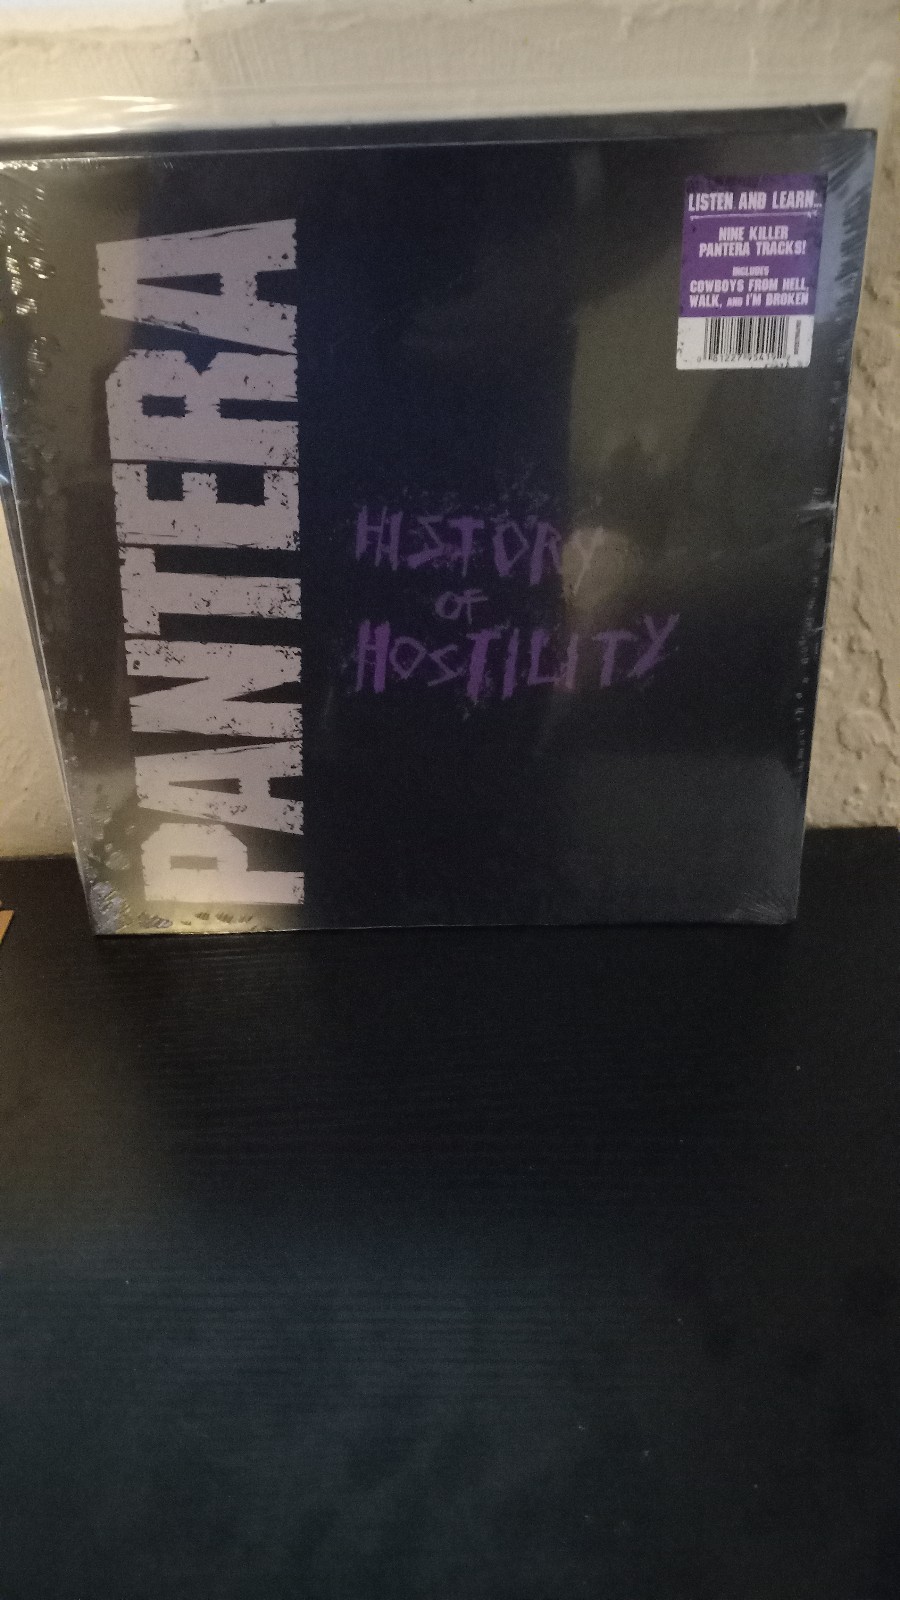 PANTERA
HISTORY
OF
HOSTILITY
LISTEN AND LEARN...
NINE KILLER
PANTERA TRACKS!
INCLUDES
COWBOYS FROM HELL,
WALK, AND I'M BROKEN